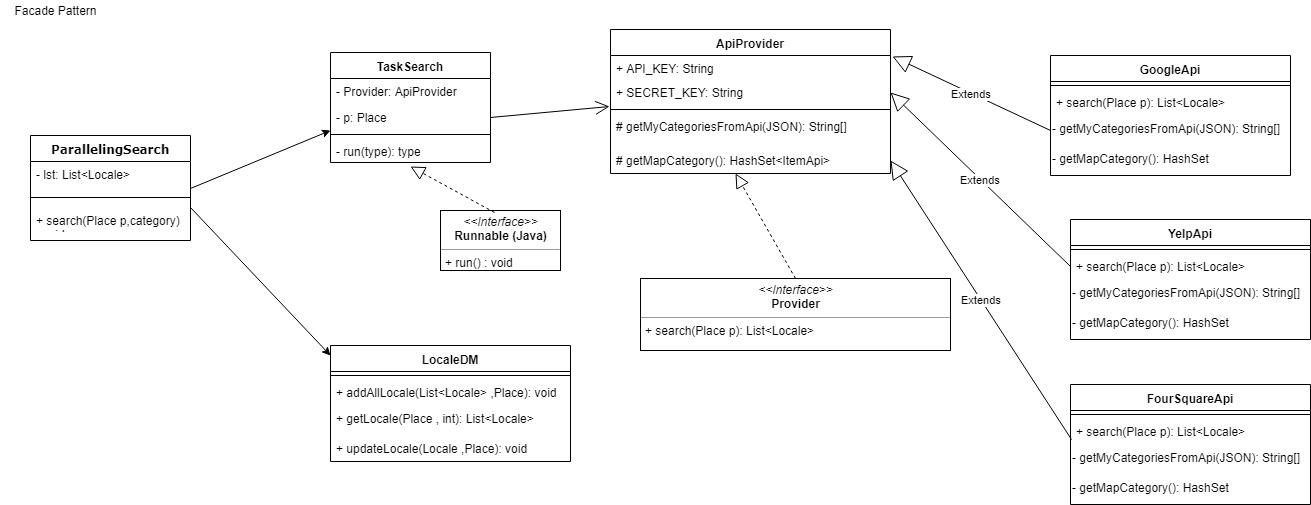 Facade Pattern
ParallelingSearch
- lst: List<Locale>
+ search(Place p,category)
TaskSearch
- Provider: ApiProvider
- p: Place
- run(type): type
<<Interface>>
Runnable (Java)
+ run() : void
LocaleDM
+ addAllLocale(List<Locale> ,Place): void
+ getLocale(Place , int): List<Locale>
+ updateLocale(Locale ,Place): void
ApiProvider
+ API_KEY: String
+ SECRET_KEY: String
# getMyCategoriesFromApi(JSON): String[]
# getMapCategory(): HashSet<ItemApi>
<<Interface>>
Provider
+ search(Place p): List<Locale>
Extends
Extends
Extends
GoogleApi
+ search(Place p): List<Locale>
- getMyCategoriesFromApi(JSON): String[]
- getMapCategory(): HashSet
YelpApi
+ search(Place p): List<Locale>
- getMyCategoriesFromApi(JSON): String[]
- getMapCategory(): HashSet
FourSquareApi
+ search(Place p): List<Locale>
- getMyCategoriesFromApi(JSON): String[]
- getMapCategory(): HashSet